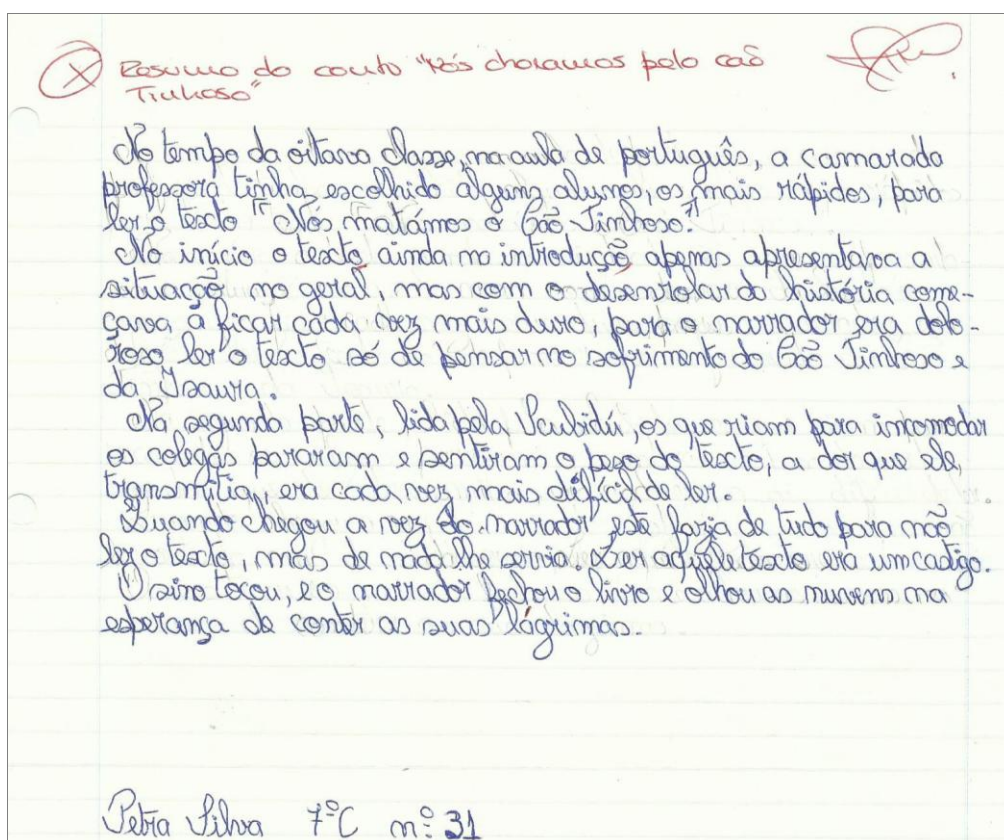 X Resumo do conto "Nós choramos pelo cão
Tinhoso"
No tempo da oitava classe, na aula de português, a camarada
professora tinha escolhido alguns alunos, os mais rápidos, para
ler o texto "Nós matámos o Cão Tinhoso."
No início o texto ainda na introdução apenas apresentava a
situação no geral, mas com o desenrolar da história come-
çava a ficar cada vez mais duro, para o narrador era dolo-
roso ler o texto só de pensar no sofrimento do Cão Tinhoso e
da Isaura.
Na segunda parte, lida pela Scubidú, os que riam para incomodar
os colegas pararam e sentiram o peso do texto, a dor que ele,
transmitia, era cada vez mais difícil de ler.
Quando chegou a vez do narrador este fazia de tudo para não
ler o texto, mas de nada lhe servia. Ler aquele texto era um castigo.
O sino tocou, e o narrador fechou o livro e olhou as nuvens na
esperança de conter as suas lágrimas.
Petra Silva 7ºC nº 31